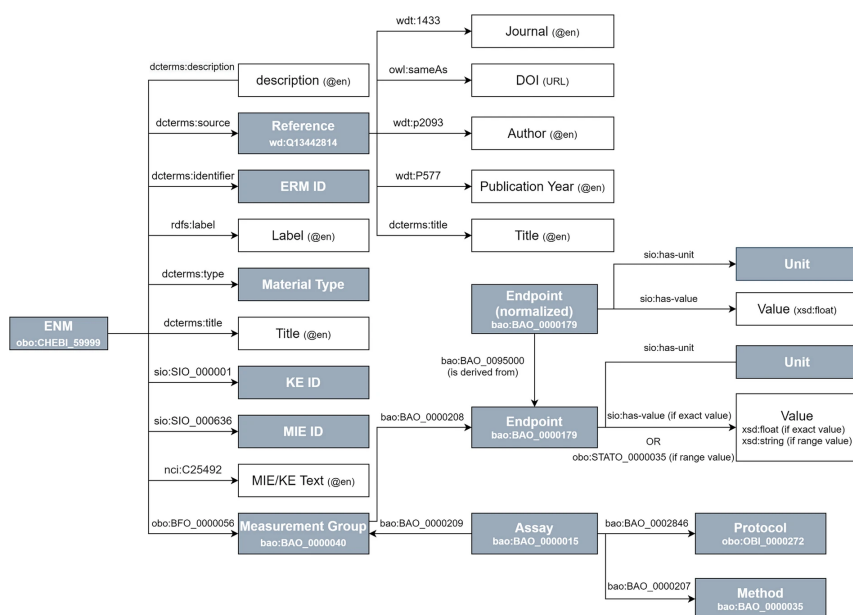 wdt:1433
Journal (@en)
dcterms:description
description (@en)
owl:sameAs
DOI (URL)
dcterms:source
Reference
wd:Q13442814
wdt:p2093
Author (@en)
dcterms:identifier
ERM ID
wdt:P577
Publication Year (@en)
rdfs:label
Label (@en)
dcterms:title
Title (@en)
dcterms:type
Material Type
Endpoint
(normalized)
bao:BAO_0000179
sio:has-unit
Unit
sio:has-value
Value (xsd:float)
ENM
obo:CHEBI_59999
dcterms:title
Title (@en)
bao:BAO_0095000
(is derived from)
sio:has-unit
Unit
sio:SIO_000001
KE ID
sio:SIO_000636
MIE ID
bao:BAO_0000208
Endpoint
bao:BAO_0000179
sio:has-value (if exact value)
OR
obo:STATO_0000035 (if range value)
Value
xsd:float (if exact value)
xsd:string (if range value)
nci:C25492
MIE/KE Text (@en)
obo:BFO_0000056
Measurement Group
bao:BAO_0000040
bao:BAO_0000209
Assay
bao:BAO_0000015
bao:BAO_0002846
Protocol
obo:OBI_0000272
bao:BAO_0000207
Method
bao:BAO_0000035